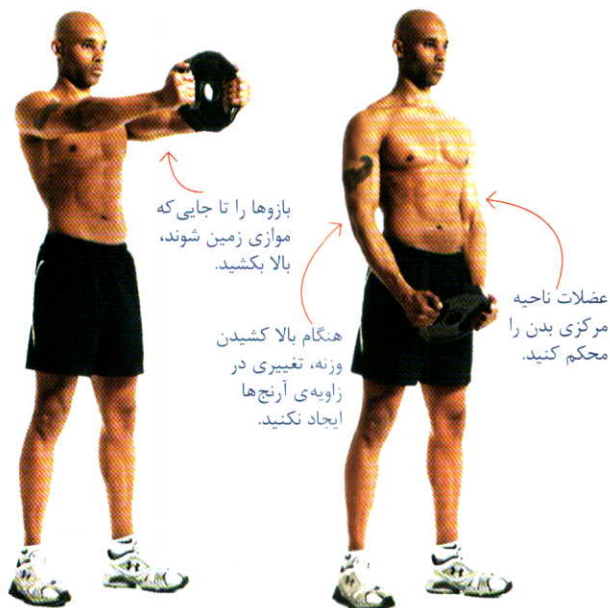 بازوها را تا جایی‌که
موازی زمین شوند،
بالا بکشید.
عضلات ناحیه
مرکزی بدن را
محکم کنید.
هنگام بالا کشیدن
وزنه، تغییری در
زاویه‌ی آرنج‌ها
ایجاد نکنید.